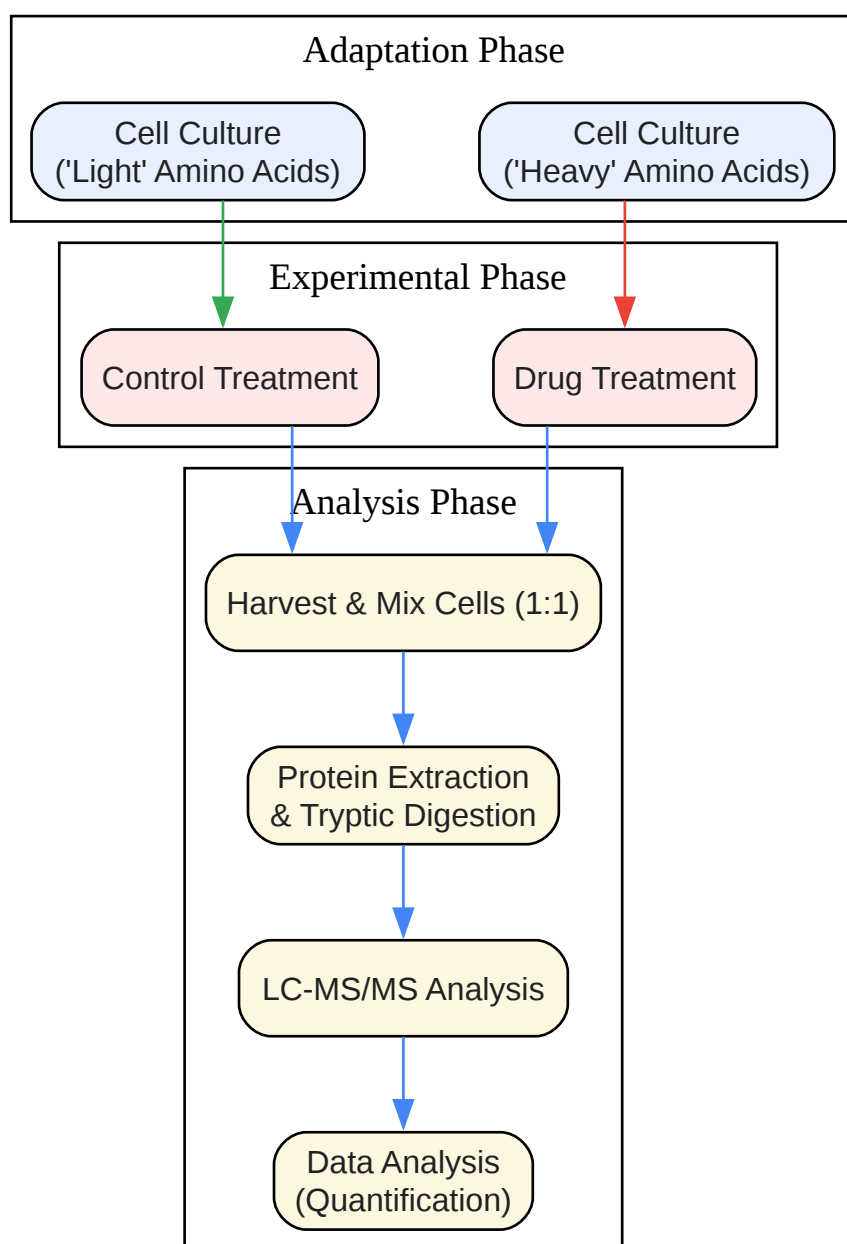 Adaptation Phase
Cell Culture
('Light' Amino Acids)
Cell Culture
('Heavy' Amino Acids)
Experimental Phase
Control Treatment
Drug Treatment
Analysis Phase
Harvest & Mix Cells (1:1)
Protein Extraction
& Tryptic Digestion
LC-MS/MS Analysis
Data Analysis
(Quantification)